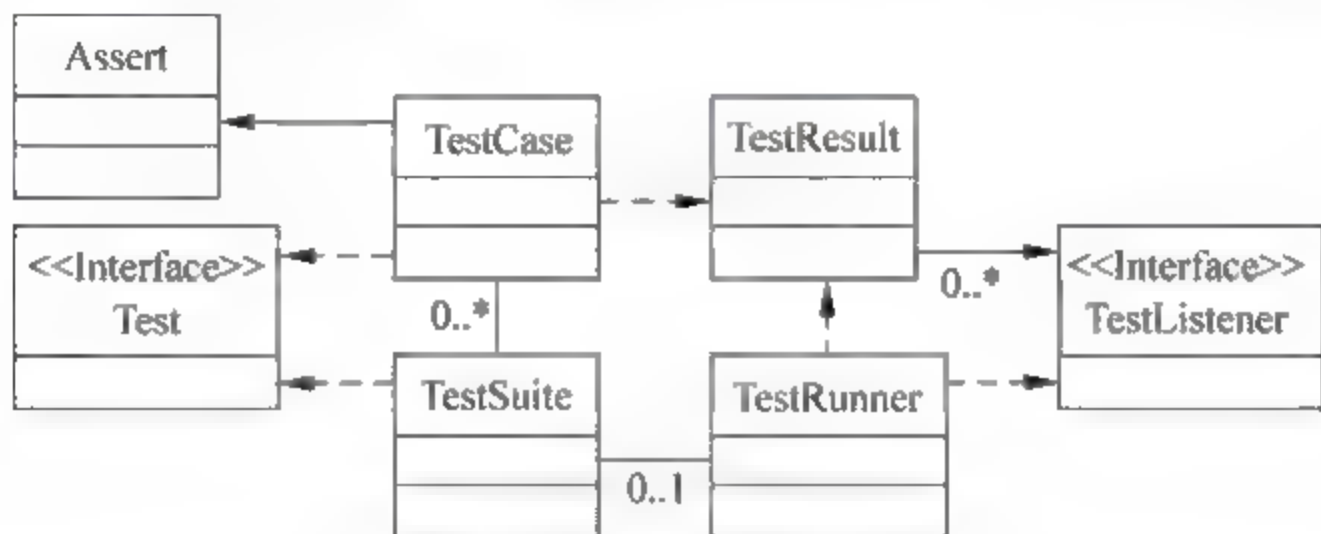 Assert
TestCase
TestResult
<<Interface>>
Test
<<Interface>>
TestListener
0..*
0..*
TestSuite
TestRunner
0..1